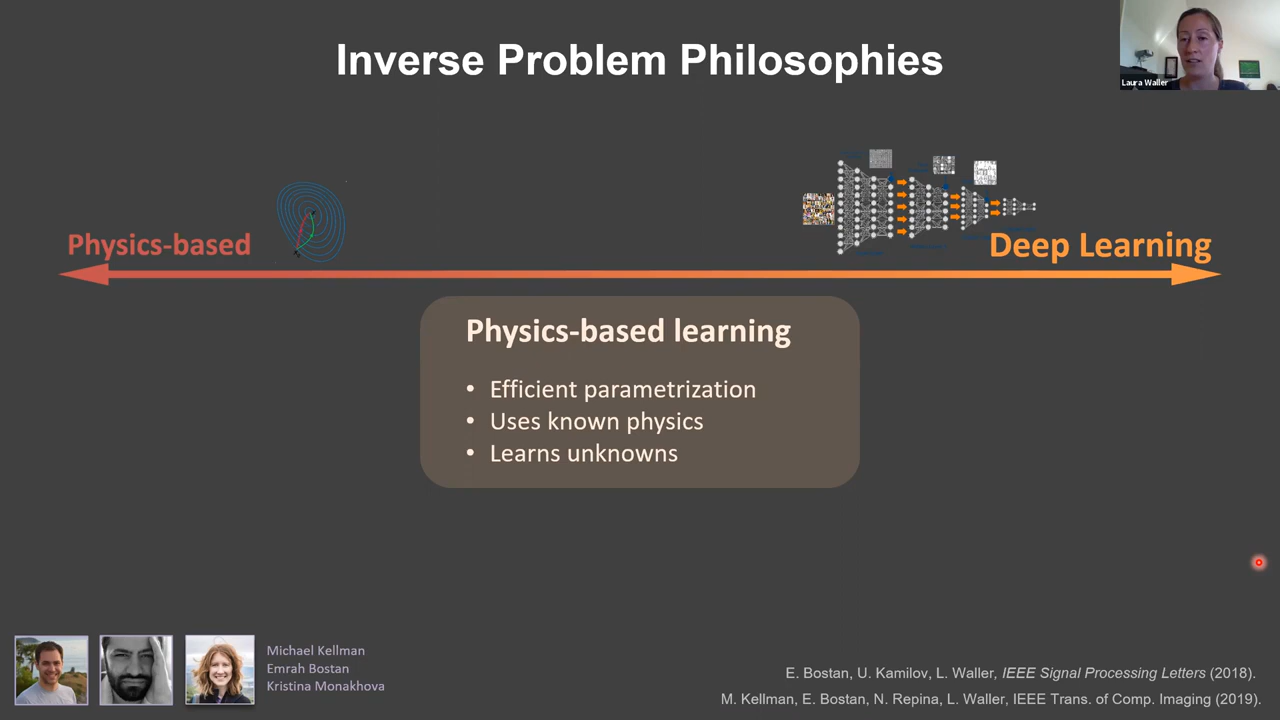 Inverse Problem Philosophies
Laura Waller
Physics-based
Deep Learning
Physics-based learning
• Efficient parametrization
• Uses known physics
• Learns unknowns
Michael Kellman
Emrah Bostan
Kristina Monakhova
E. Bostan, U. Kamilov, L. Waller, IEEE Signal Processing Letters (2018).
M. Kellman, E. Bostan, N. Repina, L. Waller, IEEE Trans. of Comp. Imaging (2019).